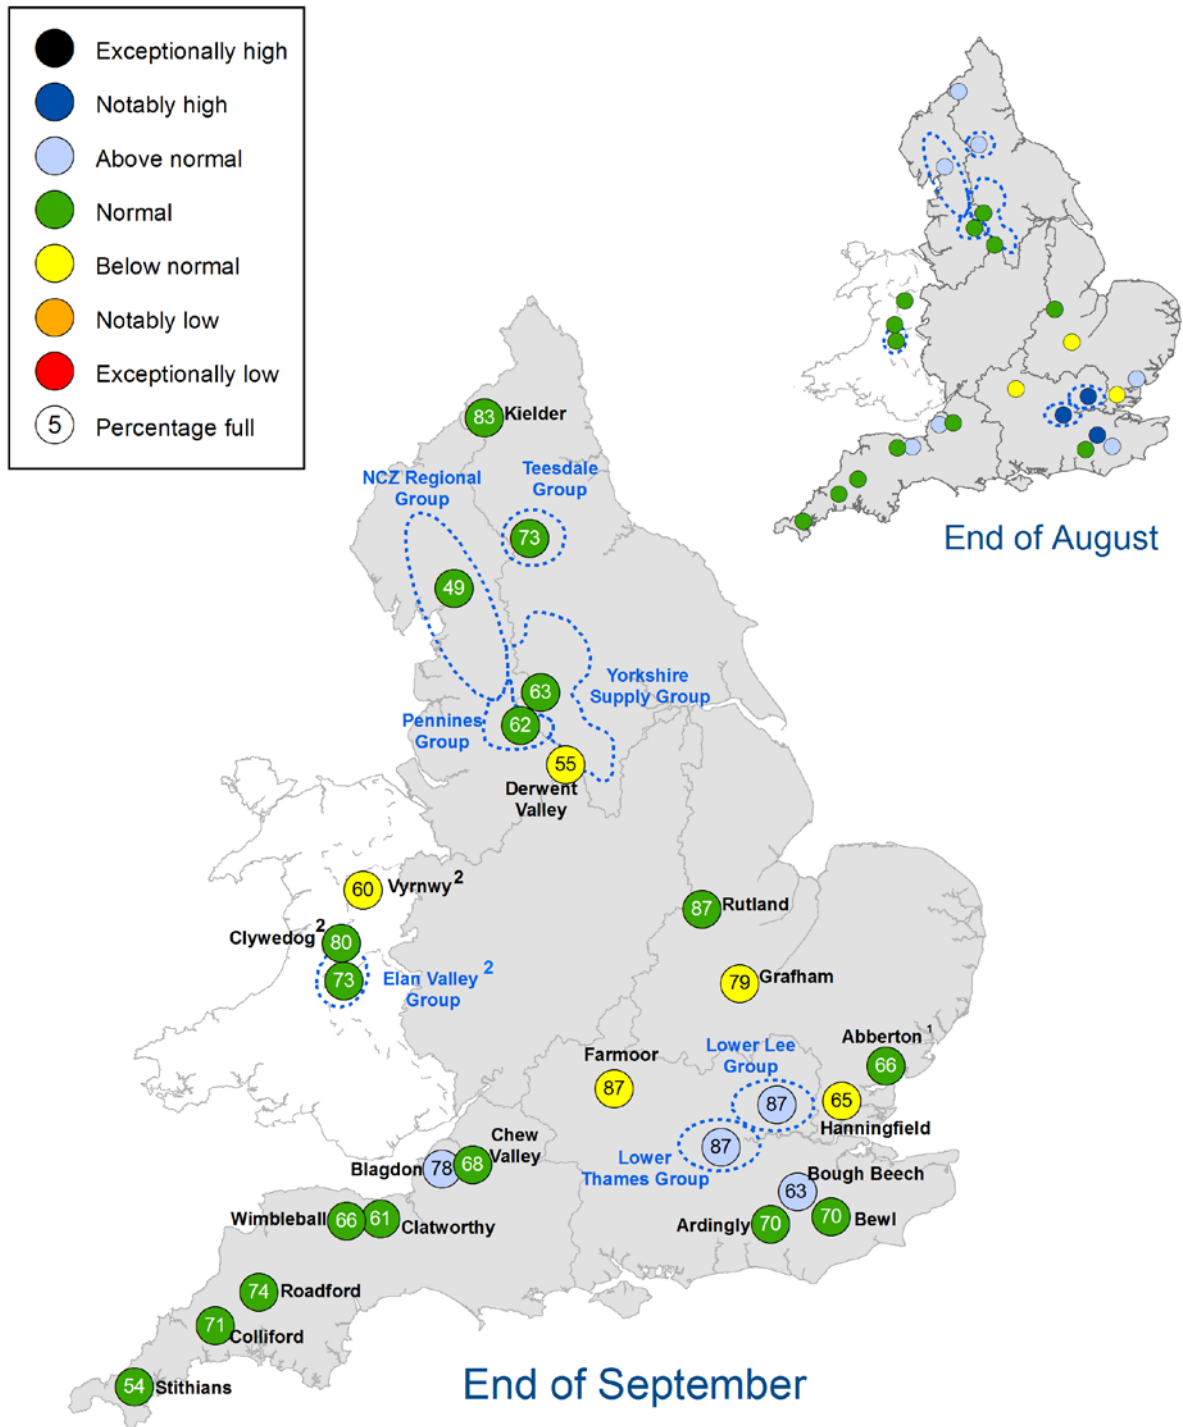 Exceptionally high
Notably high
Above normal
Normal
Below normal
Notably low
Exceptionally low
5 Percentage full
End of August
83 Kielder
NCZ Regional
Group
49
Teesdale
Group
73
Yorkshire
Supply Group
63
Pennines
Group
62
55
Derwent
Valley
60 Vyrnwy 2
Clywedog 2
80
73
Elan Valley 2
Group
87 Rutland
79 Grafham
Abberton 1
66
Farmoor
87
Lower Lee
Group
87
65
Hanningfield
87
Lower
Thames Group
Chew
Valley
68
Blagdon 78
Bough Beech
63
Ardingly 70
70 Bewl
Wimbleball 66
61 Clatworthy
74 Roadford
71 Colliford
54 Stithians
End of September